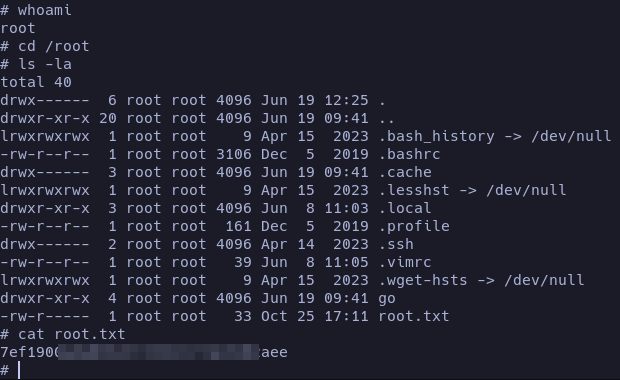 # whoami
root
# cd /root
# ls -la
total 40
drwx------  6 root root 4096 Jun 19 12:25 .
drwxr-xr-x 20 root root 4096 Jun 19 09:41 ..
lrwxrwxrwx  1 root root    9 Apr 15  2023 .bash_history -> /dev/null
-rw-r--r--  1 root root 3106 Dec  5  2019 .bashrc
drwx------  3 root root 4096 Jun 19 09:41 .cache
lrwxrwxrwx  1 root root    9 Apr 15  2023 .lesshst -> /dev/null
drwxr-xr-x  3 root root 4096 Jun  8 11:03 .local
-rw-r--r--  1 root root  161 Dec  5  2019 .profile
drwx------  2 root root 4096 Apr 14  2023 .ssh
-rw-r--r--  1 root root   39 Jun  8 11:05 .vimrc
lrwxrwxrwx  1 root root    9 Apr 15  2023 .wget-hsts -> /dev/null
drwxr-xr-x  4 root root 4096 Jun 19 09:41 go
-rw-r-----  1 root root   33 Oct 25 17:11 root.txt
# cat root.txt
#